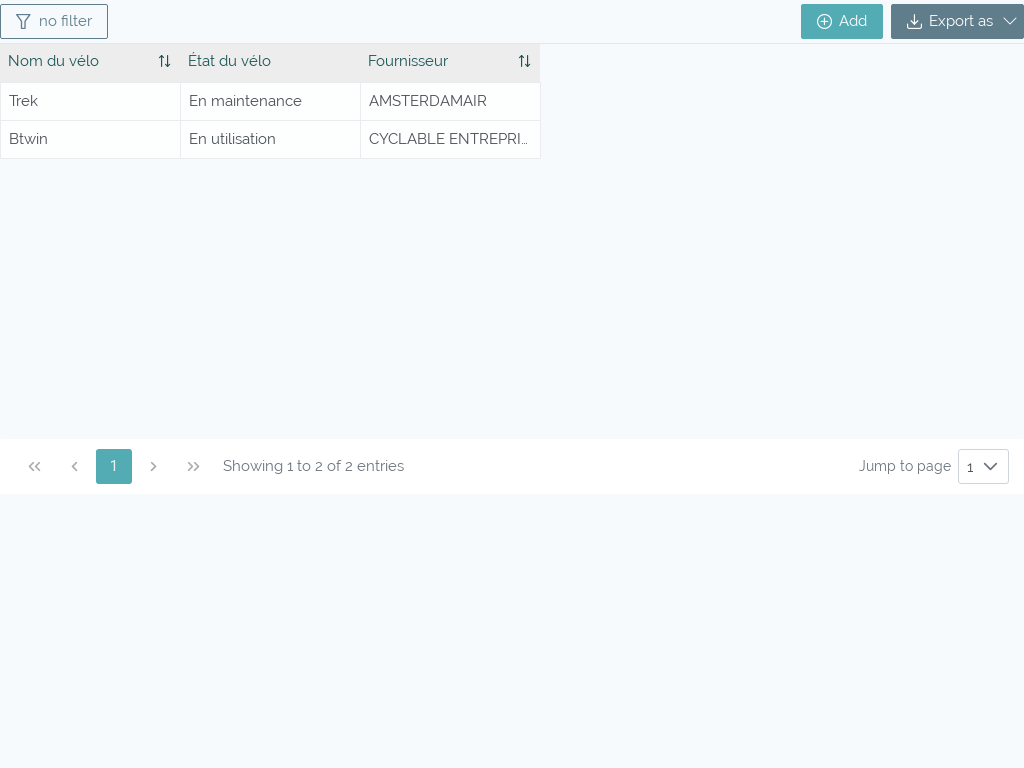 no filter
Add
Export as
Nom du vélo
État du vélo
Fournisseur
Trek
En maintenance
AMSTERDAMAIR
Btwin
En utilisation
CYCLABLE ENTREPRI...
1
Showing 1 to 2 of 2 entries
Jump to page
1